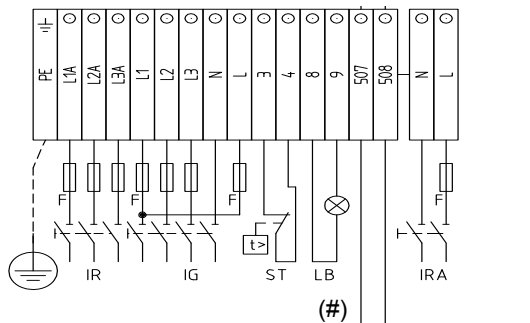 PE L1A L2A L3A L1 L2 L3 N L 3 4 8 9 507 508 N L
F F F F
t>
IR IG ST LB IRA
(#)